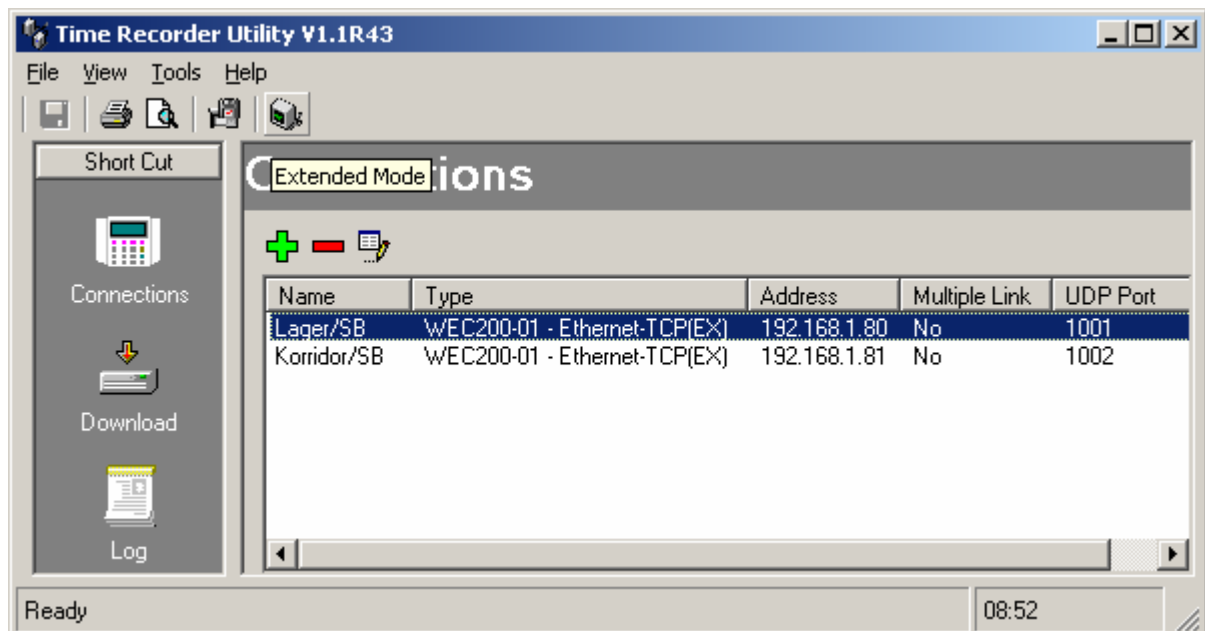 Time Recorder Utility V1.1R43
File View Tools Help
Short Cut
Extended Mode
ions
Connections
Download
Log
Name Type Address Multiple Link UDP Port
Lager/SB WEC200-01 - Ethernet-TCP(EX) 192.168.1.80 No 1001
Korridor/SB WEC200-01 - Ethernet-TCP(EX) 192.168.1.81 No 1002
Ready 08:52